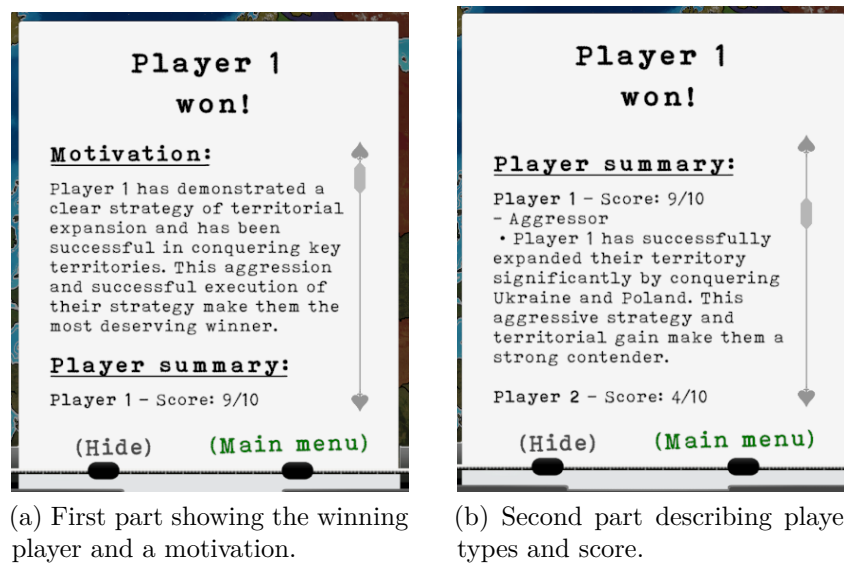 Player 1
won!
Motivation:
Player 1 has demonstrated a
clear strategy of territorial
expansion and has been
successful in conquering key
territories. This aggression
and successful execution of
their strategy make them the
most deserving winner.
Player summary:
Player 1 – Score: 9/10
(Hide) (Main menu)
(a) First part showing the winning
player and a motivation.
Player 1
won!
Player summary:
Player 1 – Score: 9/10
– Aggressor
• Player 1 has successfully
expanded their territory
significantly by conquering
Ukraine and Poland. This
aggressive strategy and
territorial gain make them a
strong contender.
Player 2 – Score: 4/10
(Hide) (Main menu)
(b) Second part describing playe
types and score.